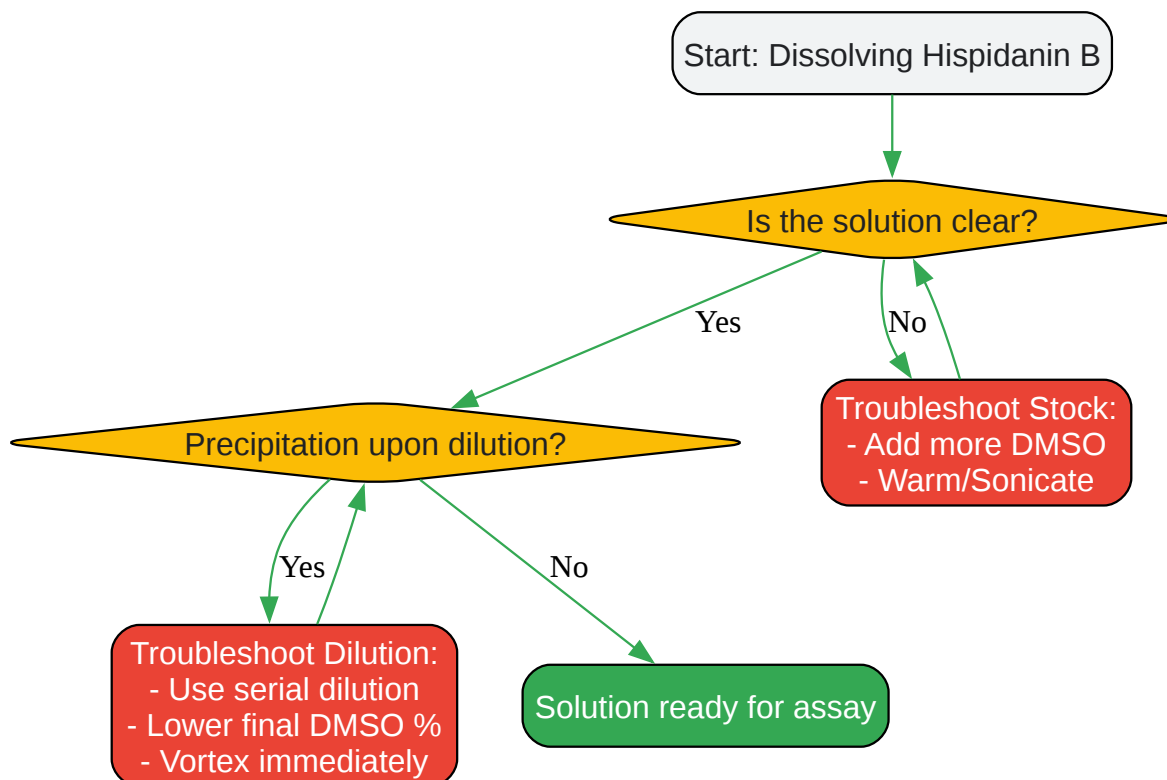 Start: Dissolving Hispidanin B
Is the solution clear?
Yes
No
Troubleshoot Stock:
- Add more DMSO
- Warm/Sonicate
Precipitation upon dilution?
Yes
No
Troubleshoot Dilution:
- Use serial dilution
- Lower final DMSO %
- Vortex immediately
Solution ready for assay